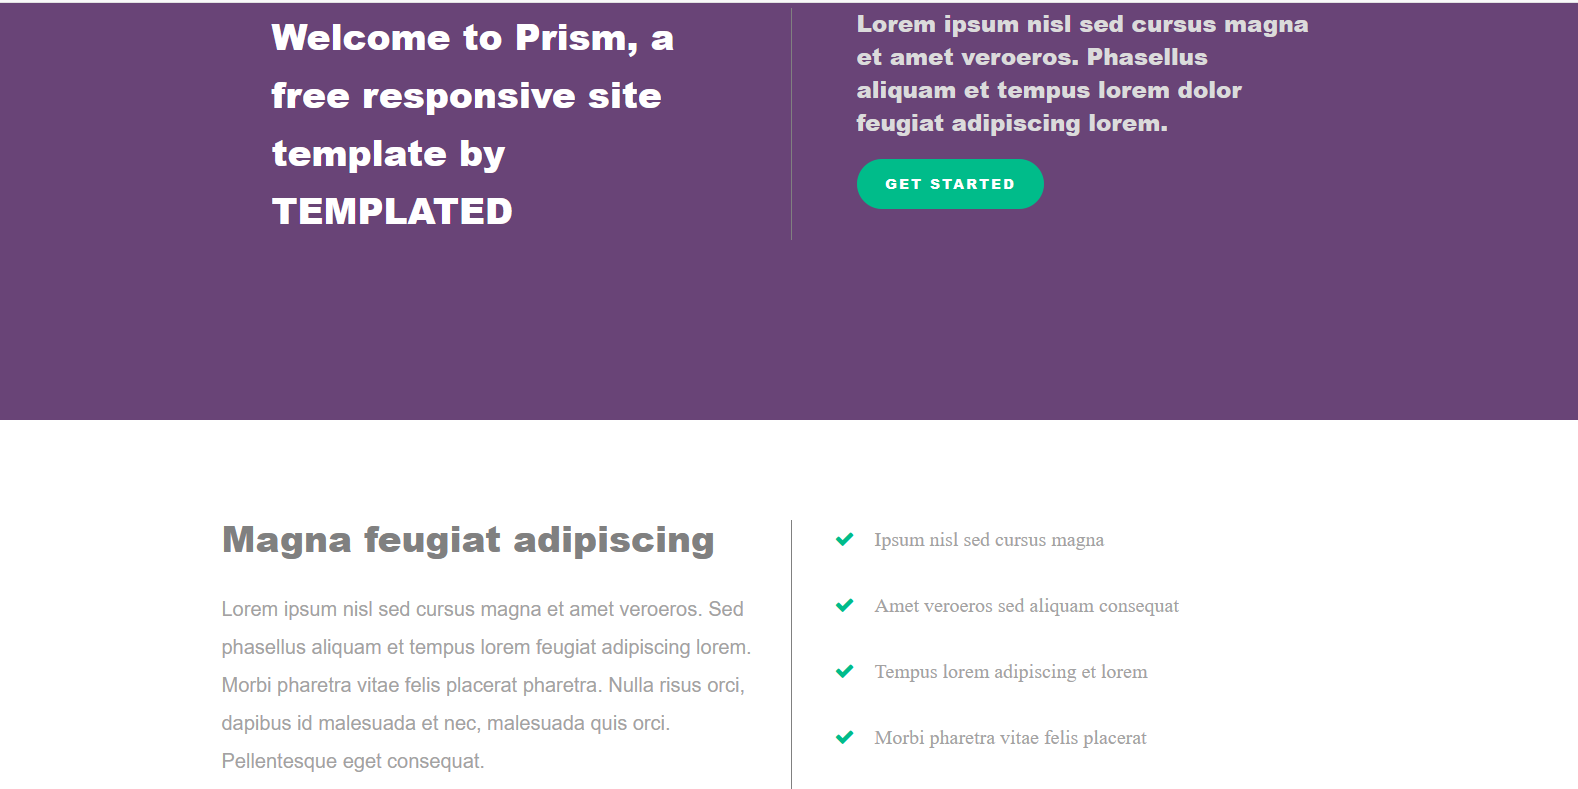 Welcome to Prism, a
free responsive site
template by
TEMPLATED
Lorem ipsum nisl sed cursus magna
et amet veroeros. Phasellus
aliquam et tempus lorem dolor
feugiat adipiscing lorem.
GET STARTED
Magna feugiat adipiscing
Lorem ipsum nisl sed cursus magna et amet veroeros. Sed
phasellus aliquam et tempus lorem feugiat adipiscing lorem.
Morbi pharetra vitae felis placerat pharetra. Nulla risus orci,
dapibus id malesuada et nec, malesuada quis orci.
Pellentesque eget consequat.
Ipsum nisl sed cursus magna
Amet veroeros sed aliquam consequat
Tempus lorem adipiscing et lorem
Morbi pharetra vitae felis placerat